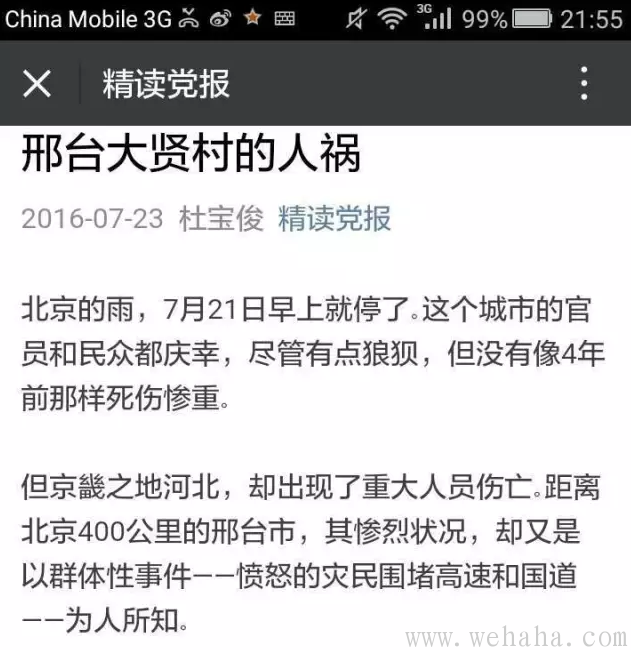 China Mobile 3G 3G 99% 21:55
精读党报
邢台大贤村的人祸
2016-07-23 杜宝俊 精读党报
北京的雨，7月21日早上就停了。这个城市的官
员和民众都庆幸，尽管有点狼狈，但没有像4年
前那样死伤惨重。
但京畿之地河北，却出现了重大人员伤亡。距离
北京400公里的邢台市，其惨烈状况，却又是
以群体性事件——愤怒的灾民围堵高速和国道
——为人所知。
www.wehaha.com